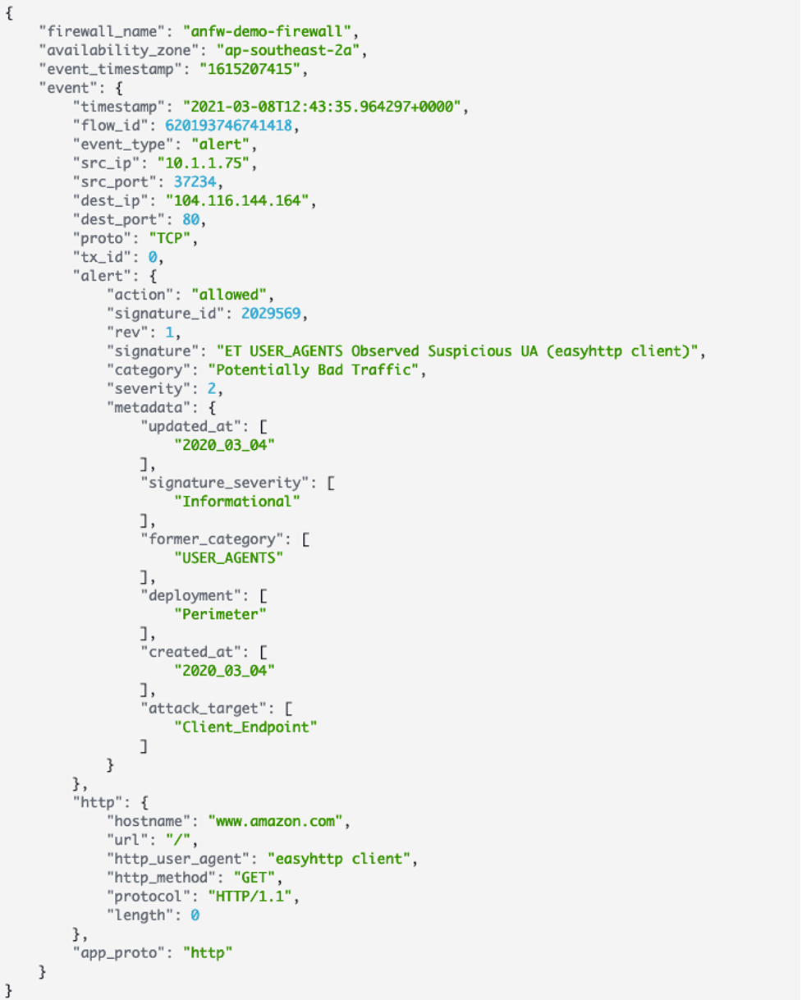 {
    "firewall_name": "anfw-demo-firewall",
    "availability_zone": "ap-southeast-2a",
    "event_timestamp": "1615207415",
    "event": {
        "timestamp": "2021-03-08T12:43:35.964297+0000",
        "flow_id": 620193746741418,
        "event_type": "alert",
        "src_ip": "10.1.1.75",
        "src_port": 37234,
        "dest_ip": "104.116.144.164",
        "dest_port": 80,
        "proto": "TCP",
        "tx_id": 0,
        "alert": {
            "action": "allowed",
            "signature_id": 2029569,
            "rev": 1,
            "signature": "ET USER_AGENTS Observed Suspicious UA (easyhttp client)",
            "category": "Potentially Bad Traffic",
            "severity": 2,
            "metadata": {
                "updated_at": [
                    "2020_03_04"
                ],
                "signature_severity": [
                    "Informational"
                ],
                "former_category": [
                    "USER_AGENTS"
                ],
                "deployment": [
                    "Perimeter"
                ],
                "created_at": [
                    "2020_03_04"
                ],
                "attack_target": [
                    "Client_Endpoint"
                ]
            }
        },
        "http": {
            "hostname": "www.amazon.com",
            "url": "/",
            "http_user_agent": "easyhttp client",
            "http_method": "GET",
            "protocol": "HTTP/1.1",
            "length": 0
        },
        "app_proto": "http"
    }
}